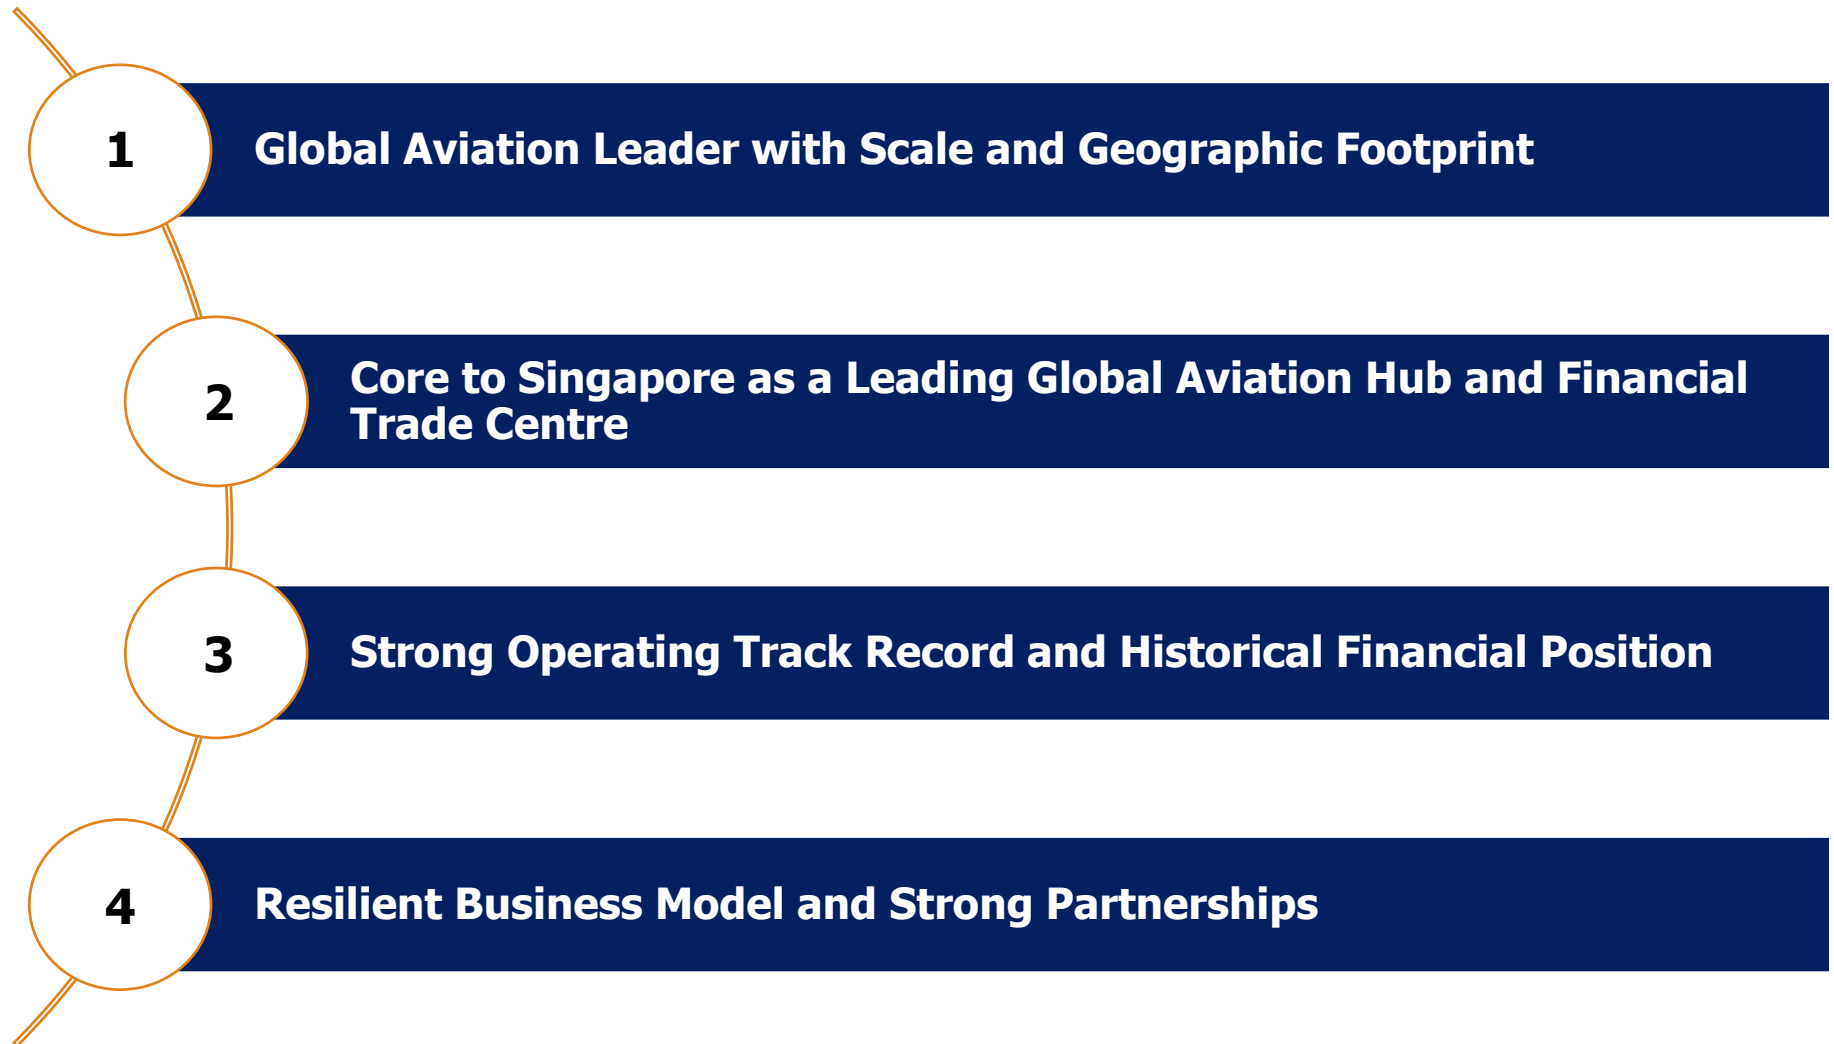 1
Global Aviation Leader with Scale and Geographic Footprint
2
Core to Singapore as a Leading Global Aviation Hub and Financial
Trade Centre
3
Strong Operating Track Record and Historical Financial Position
4
Resilient Business Model and Strong Partnerships